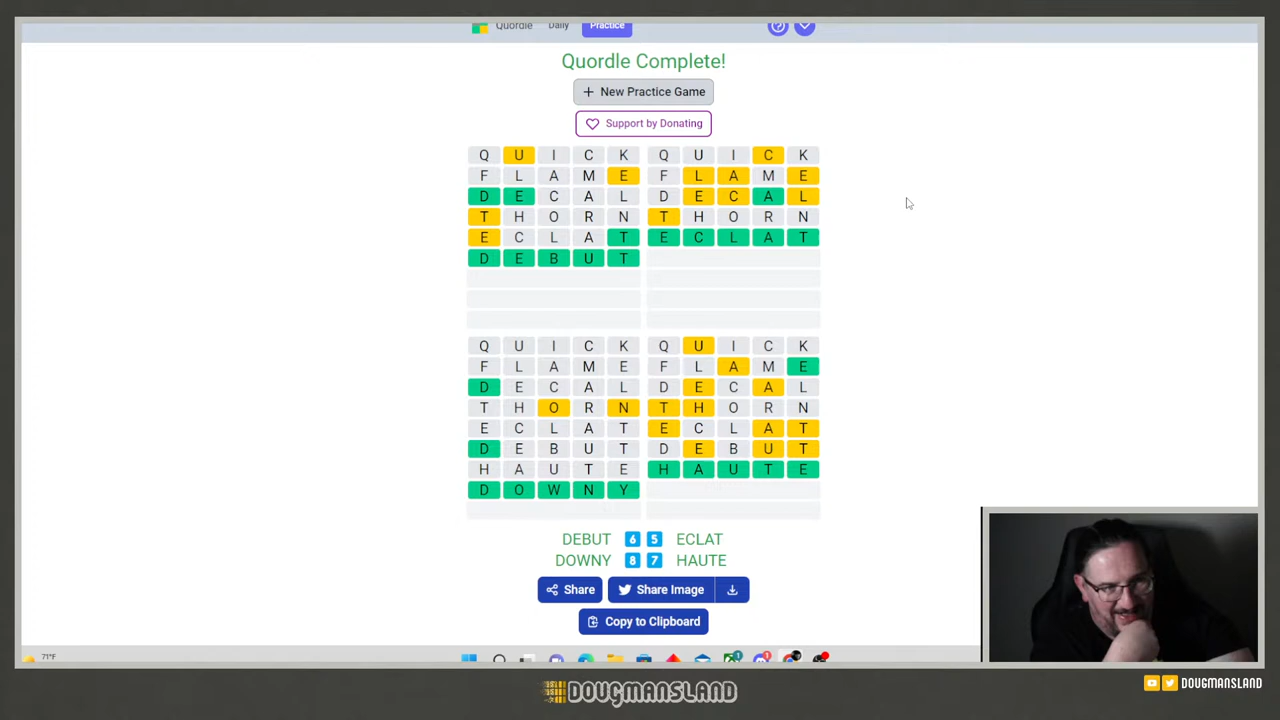 Quordle Daily Practice
Quordle Complete!
+ New Practice Game
Support by Donating
Q U I C K Q U I C K
F L A M E F L A M E
D E C A L D E C A L
T H O R N T H O R N
E C L A T E C L A T
D E B U T
Q U I C K Q U I C K
F L A M E F L A M E
D E C A L D E C A L
T H O R N T H O R N
E C L A T E C L A T
D E B U T D E B U T
H A U T E H A U T E
D O W N Y
DEBUT 6 5 ECLAT
DOWNY 8 7 HAUTE
Share Share Image
Copy to Clipboard
71°F
DOUGMANSLAND
DOUGMANSLAND